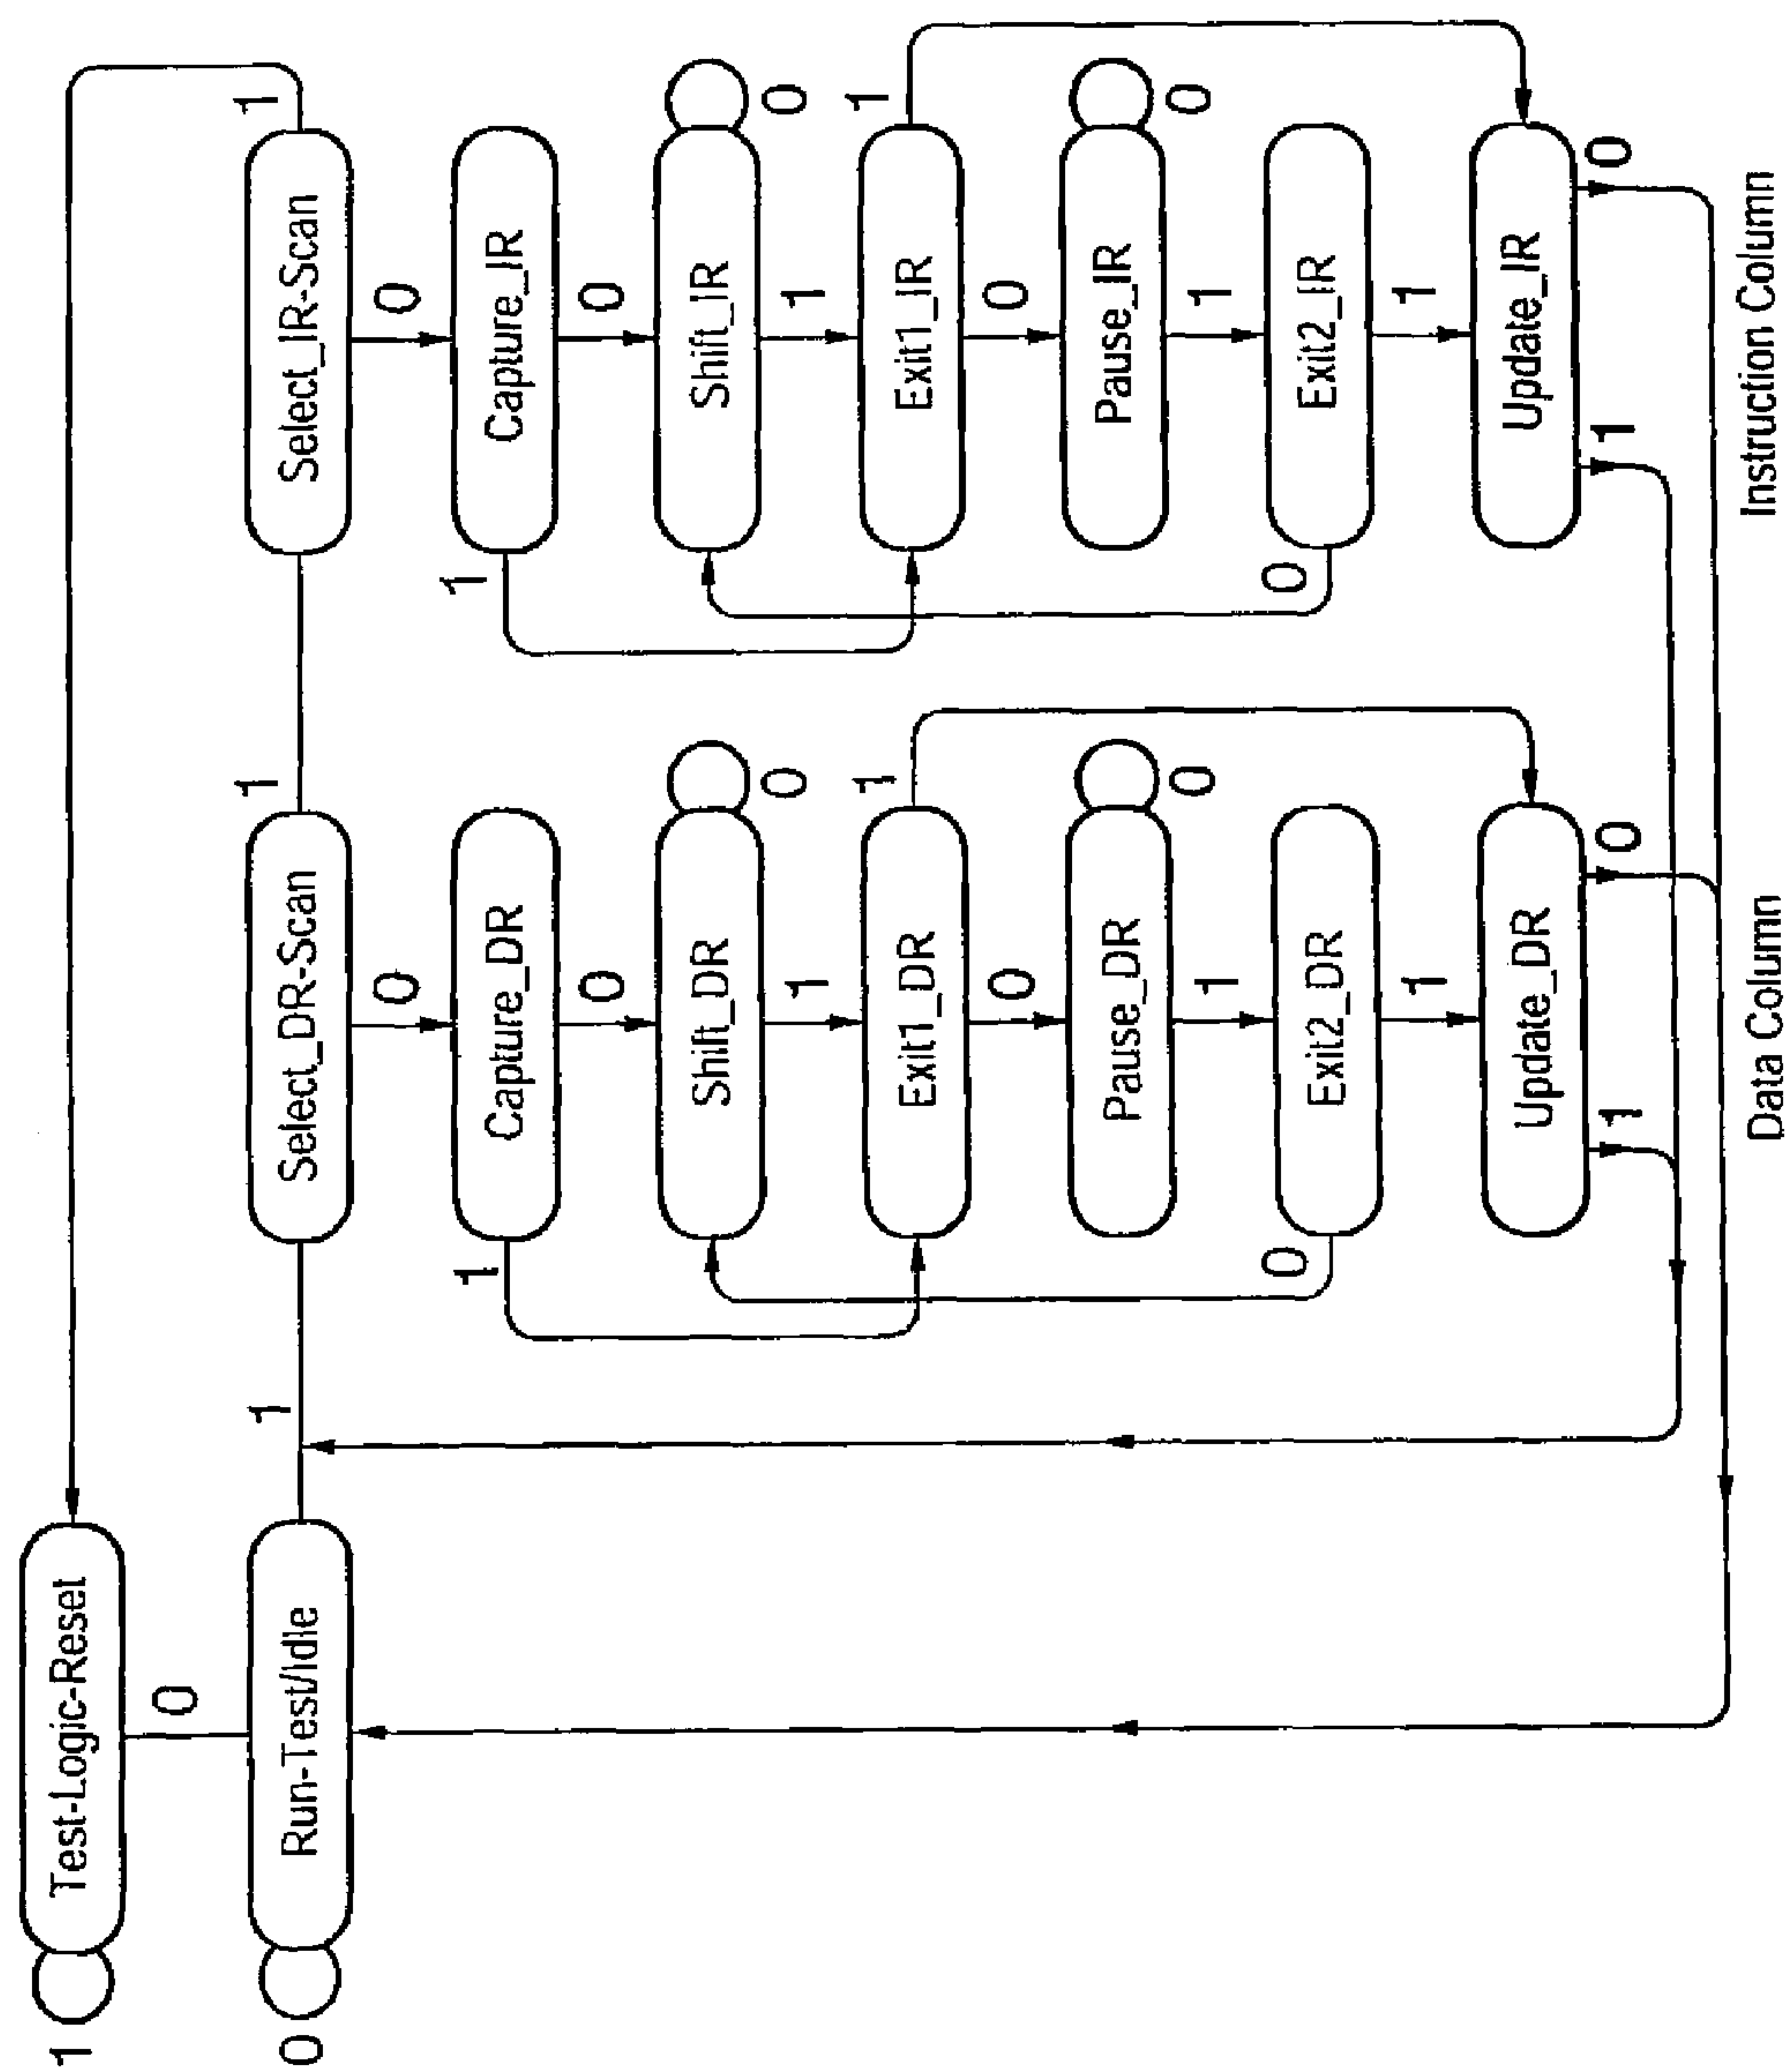 1
Test-Logic-Reset
0
0
Run-Test/Idle
1
Select_DR-Scan
1
Select_IR-Scan
1
0
0
1
Capture_DR
1
Capture_IR
0
0
Shift_DR
0
Shift_IR
0
1
1
Exit1_DR
1
Exit1_IR
1
0
0
Pause_DR
0
Pause_IR
0
1
1
0
Exit2_DR
0
Exit2_IR
1
1
Update_DR
Update_IR
1
0
1
0
Data Column
Instruction Column